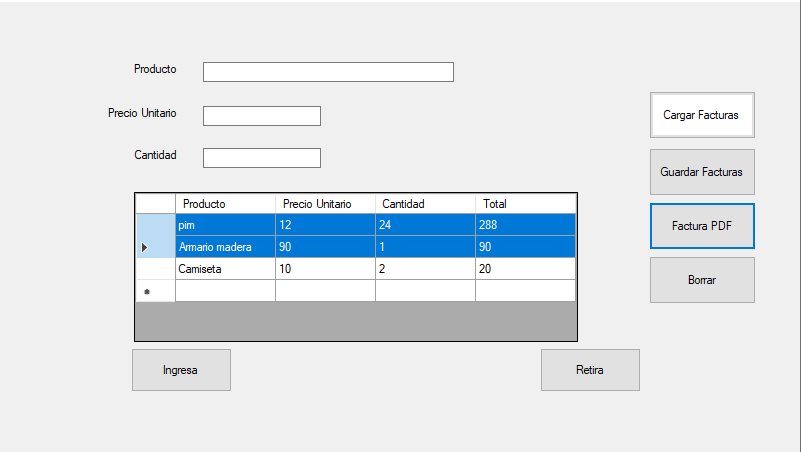 Producto
Precio Unitario
Cantidad
Cargar Facturas
Guardar Facturas
Factura PDF
Borrar
Producto Precio Unitario Cantidad Total
pim 12 24 288
Armario madera 90 1 90
Camiseta 10 2 20
Ingresa
Retira